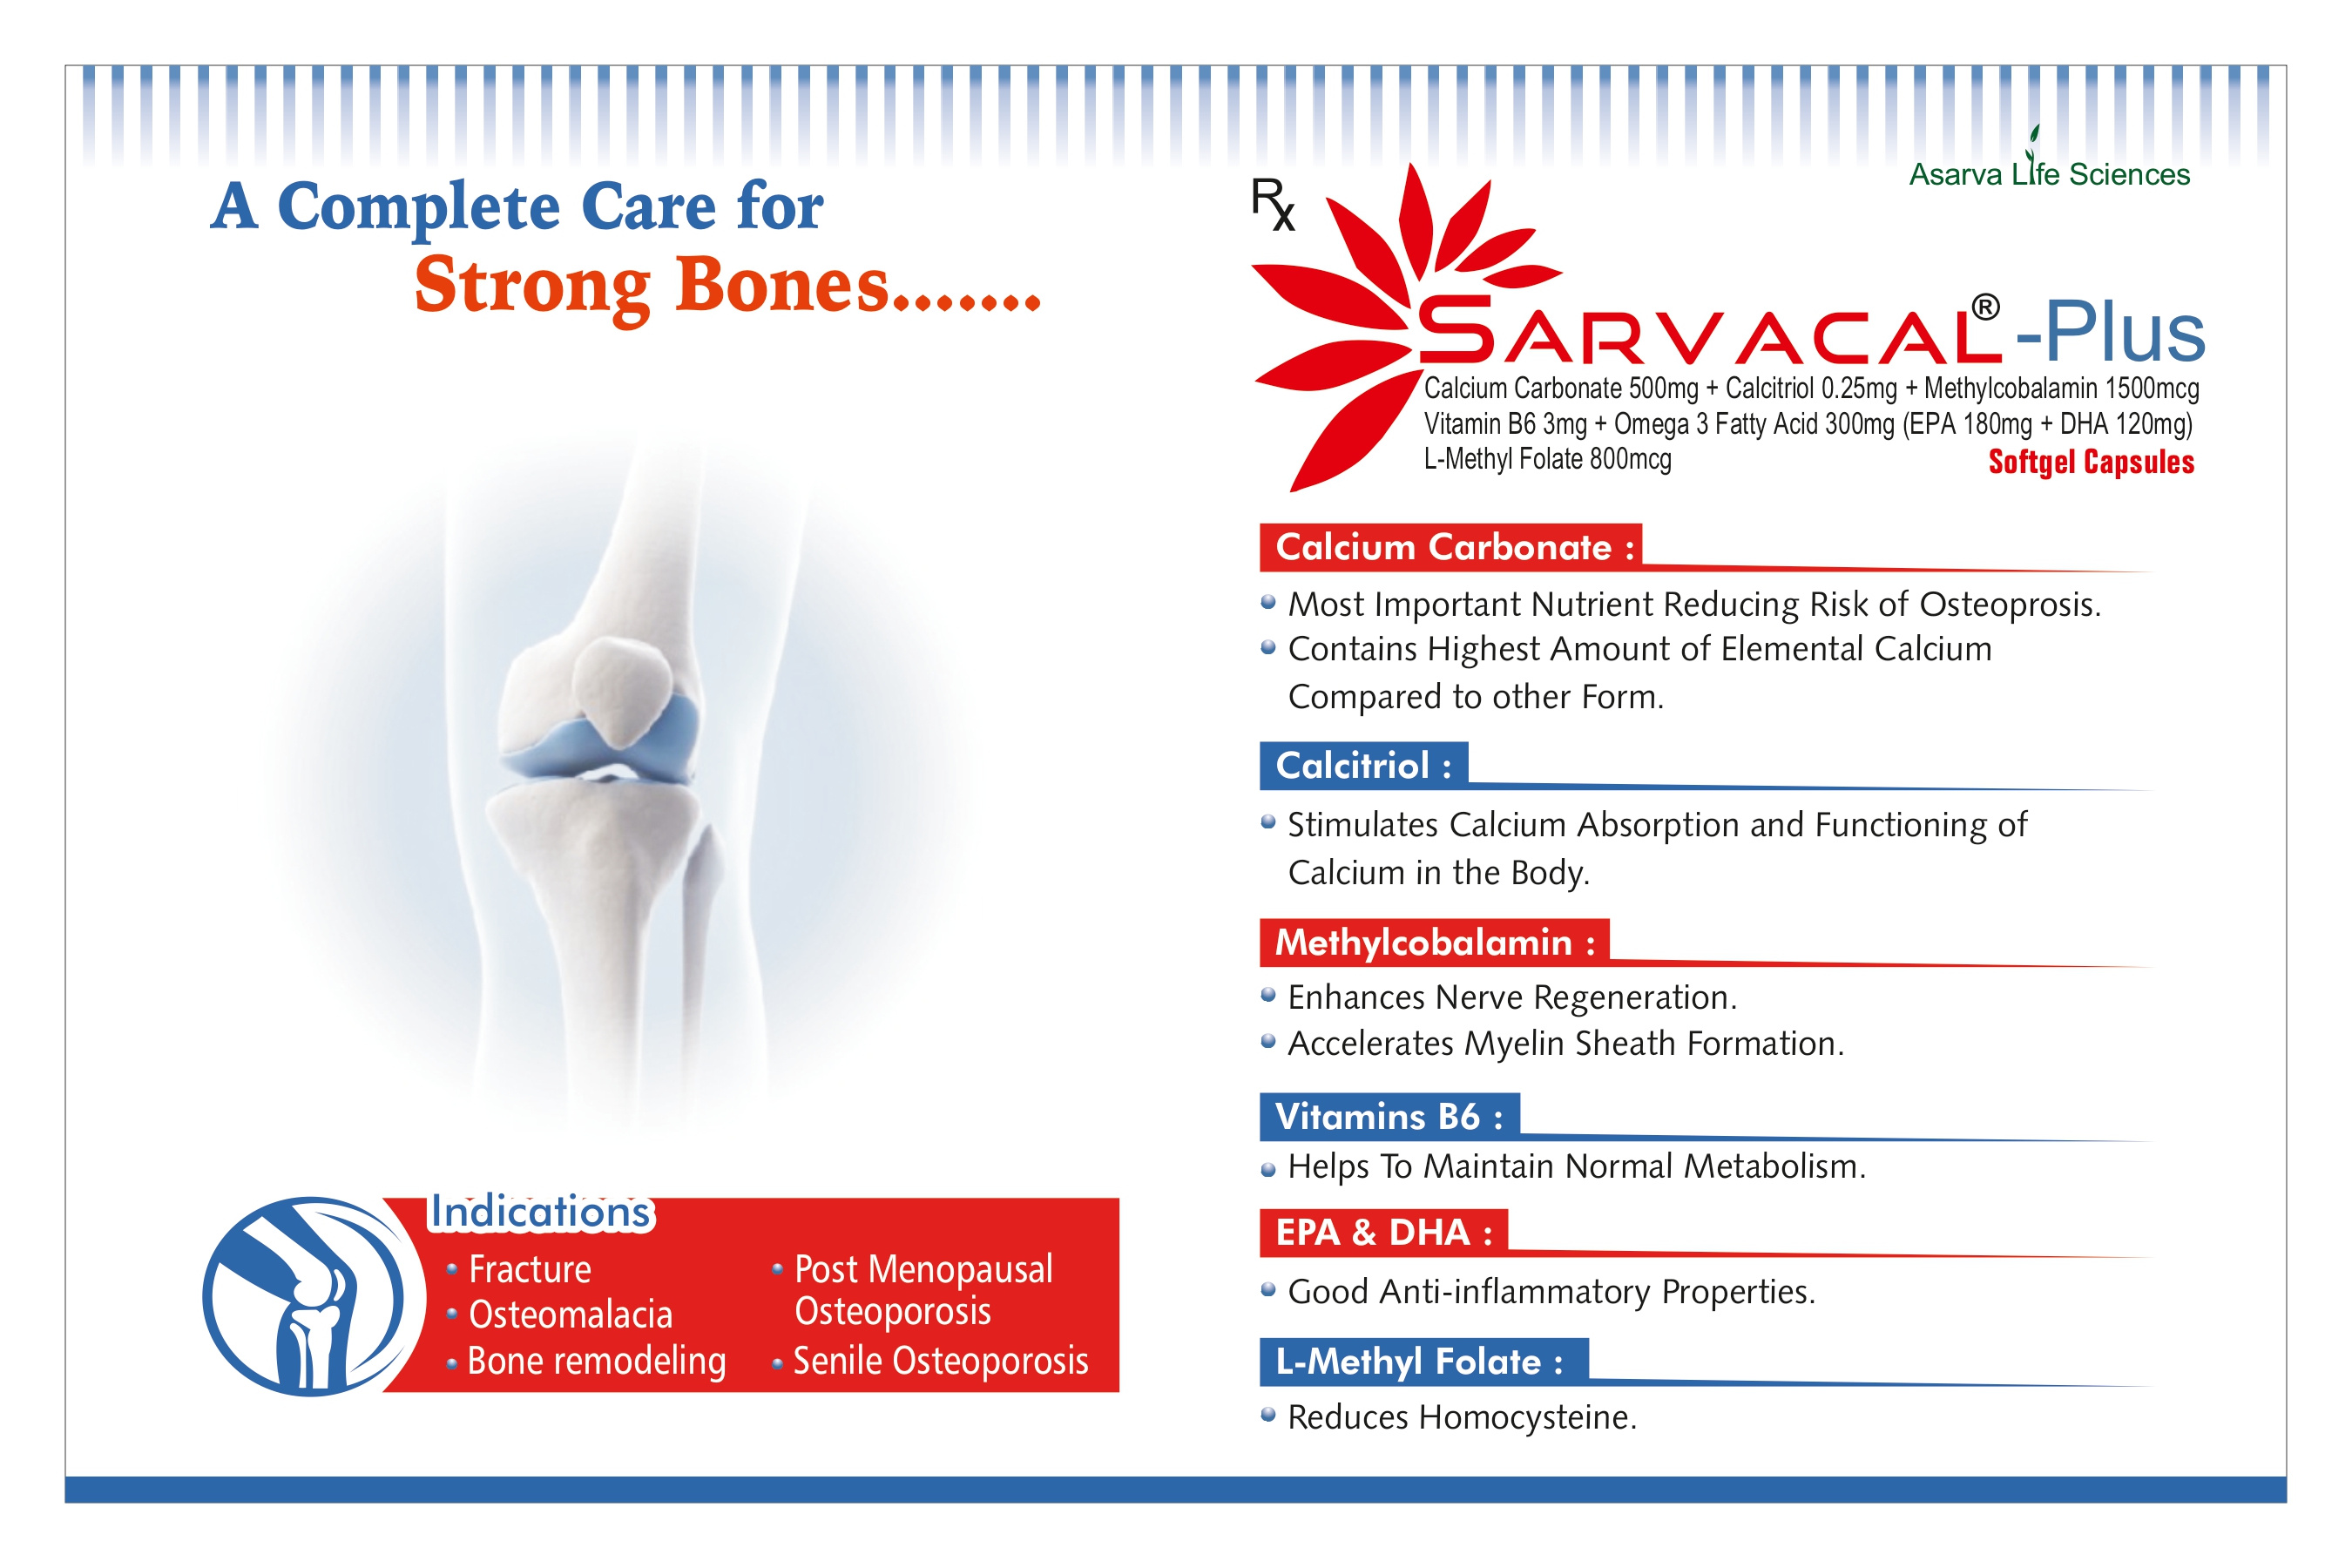 A Complete Care for
Strong Bones.......
Indications
• Fracture
• Osteomalacia
• Bone remodeling
• Post Menopausal
Osteoporosis
• Senile Osteoporosis
Asarva Life Sciences
Rx
SARVACAL® -Plus
Calcium Carbonate 500mg + Calcitriol 0.25mg + Methylcobalamin 1500mcg
Vitamin B6 3mg + Omega 3 Fatty Acid 300mg (EPA 180mg + DHA 120mg)
L-Methyl Folate 800mcg
Softgel Capsules
Calcium Carbonate :
• Most Important Nutrient Reducing Risk of Osteoprosis.
• Contains Highest Amount of Elemental Calcium
Compared to other Form.
Calcitriol :
• Stimulates Calcium Absorption and Functioning of
Calcium in the Body.
Methylcobalamin :
• Enhances Nerve Regeneration.
• Accelerates Myelin Sheath Formation.
Vitamins B6 :
• Helps To Maintain Normal Metabolism.
EPA & DHA :
• Good Anti-inflammatory Properties.
L-Methyl Folate :
• Reduces Homocysteine.